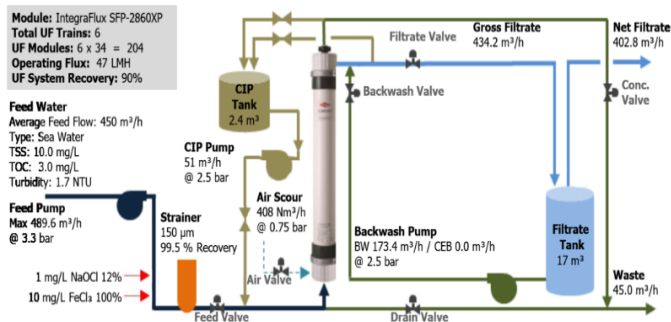 Module: IntegraFlux SFP-2860XP
Total UF Trains: 6
UF Modules: 6 x 34 = 204
Operating Flux: 47 LMH
UF System Recovery: 90%
Feed Water
Average Feed Flow: 450 m³/h
Type: Sea Water
TSS: 10.0 mg/L
TOC: 3.0 mg/L
Turbidity: 1.7 NTU
Feed Pump
Max 489.6 m³/h
@ 3.3 bar
Strainer
150 µm
99.5 % Recovery
1 mg/L NaOCl 12%
10 mg/L FeCl₃ 100%
Feed Valve
CIP
Tank
2.4 m³
CIP Pump
51 m³/h
@ 2.5 bar
Air Scour
408 Nm³/h
@ 0.75 bar
Air Valve
Filtrate Valve
Backwash Valve
Gross Filtrate
434.2 m³/h
Net Filtrate
402.8 m³/h
Conc.
Valve
Backwash Pump
BW 173.4 m³/h / CEB 0.0 m³/h
@ 2.5 bar
Filtrate
Tank
17 m³
Drain Valve
Waste
45.0 m³/h